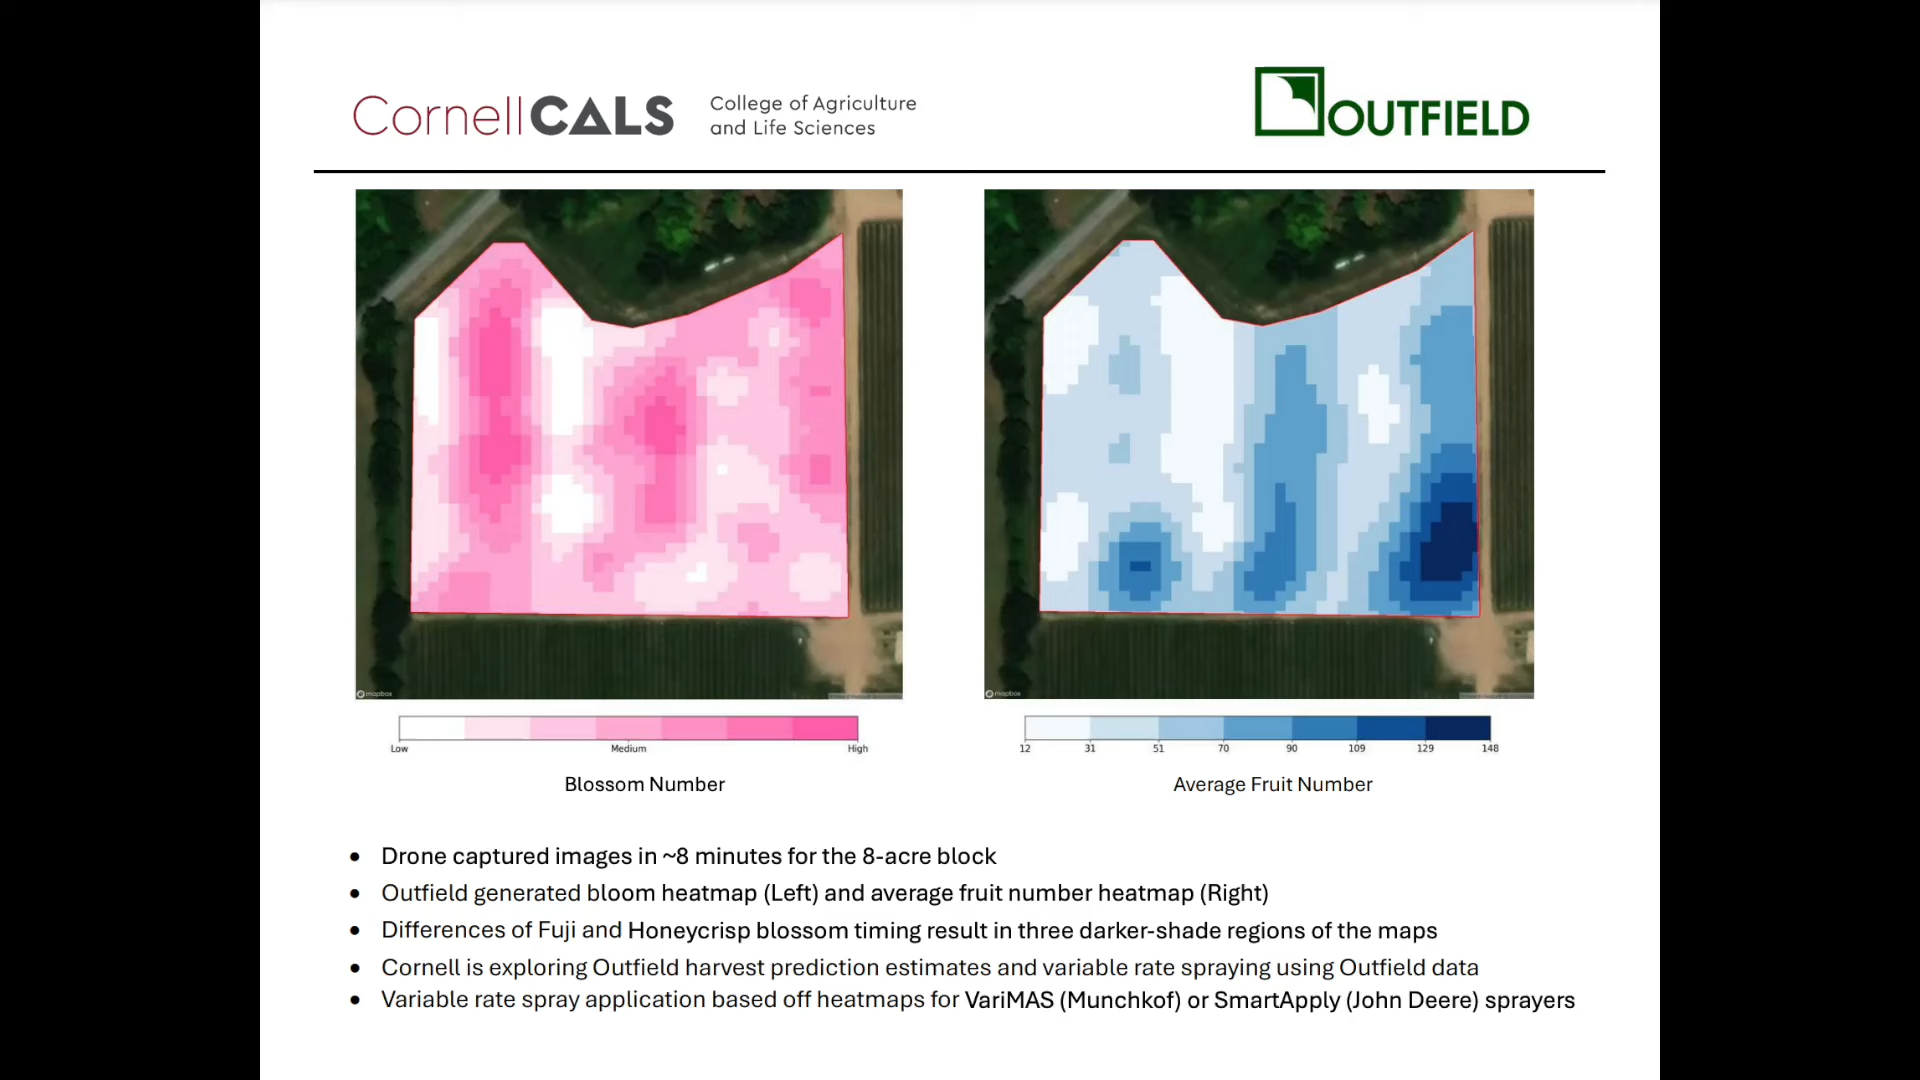 CornellCALS College of Agriculture
and Life Sciences
OUTFIELD
mapbox
mapbox
Low Medium High
12 31 51 70 90 109 129 148
Blossom Number
Average Fruit Number
• Drone captured images in ~8 minutes for the 8-acre block
• Outfield generated bloom heatmap (Left) and average fruit number heatmap (Right)
• Differences of Fuji and Honeycrisp blossom timing result in three darker-shade regions of the maps
• Cornell is exploring Outfield harvest prediction estimates and variable rate spraying using Outfield data
• Variable rate spray application based off heatmaps for VariMAS (Munchkof) or SmartApply (John Deere) sprayers